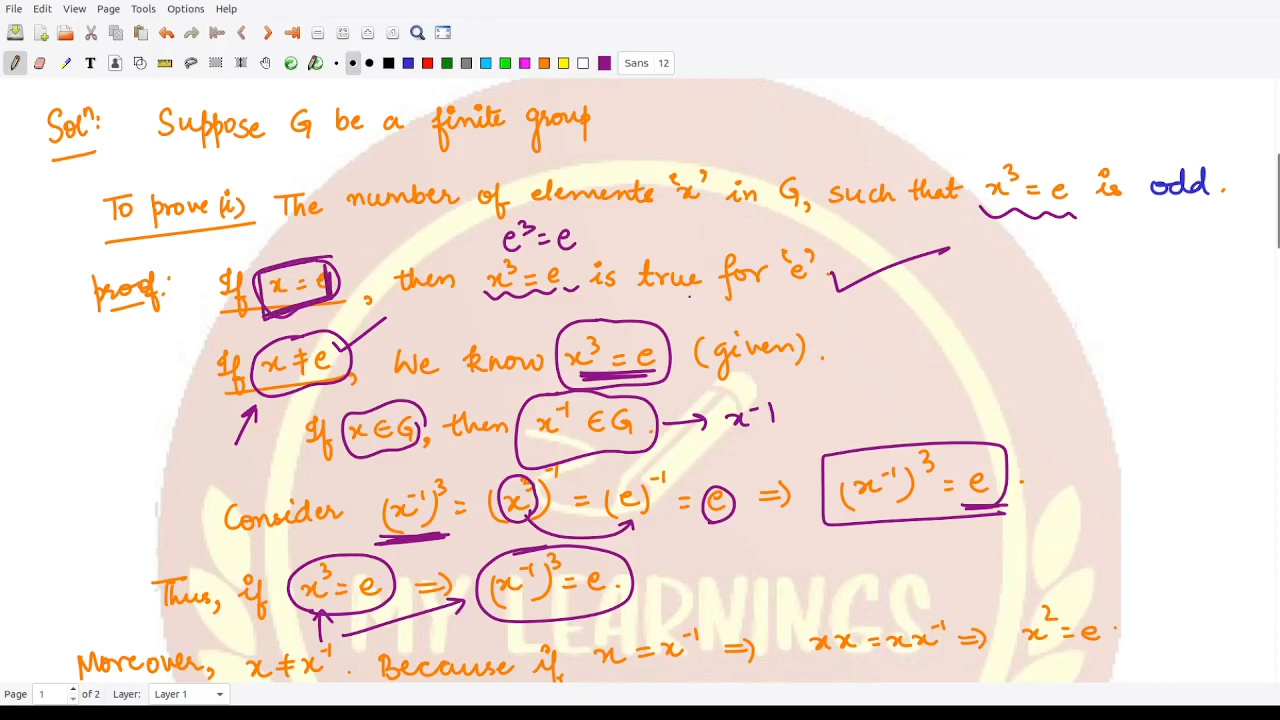 File Edit View Page Tools Options Help
Sans 12
Solⁿ: Suppose G be a finite group
To prove (i) The number of elements 'x' in G, such that x³ = e is odd.
e³ = e
proof: If x = e, then x³ = e is true for 'e'.
If x ≠ e, We know x³ = e (given).
If x ∈ G, then x⁻¹ ∈ G. → x⁻¹
Consider (x⁻¹)³ = (x³)⁻¹ = (e)⁻¹ = e ⇒ (x⁻¹)³ = e.
Thus, if x³ = e ⇒ (x⁻¹)³ = e.
MY LEARNINGS
Moreover, x ≠ x⁻¹. Because if x = x⁻¹ ⇒ xx = xx⁻¹ ⇒ x² = e.
Page 1 of 2 Layer: Layer 1